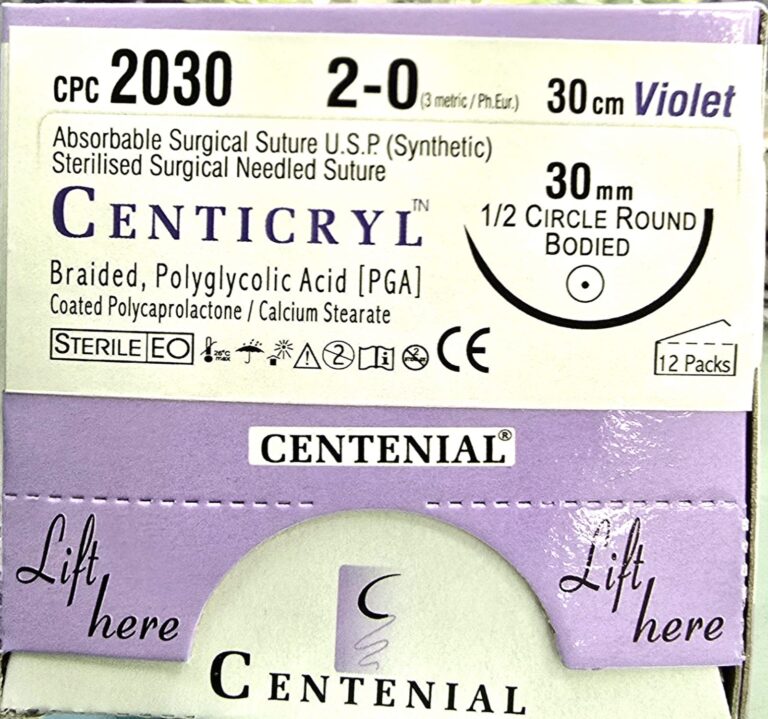 CPC 2030 2-0 (3 metric / Ph.Eur.) 30 cm Violet
Absorbable Surgical Suture U.S.P. (Synthetic)
Sterilised Surgical Needled Suture
CENTICRYL™
Braided, Polyglycolic Acid [PGA]
Coated Polycaprolactone / Calcium Stearate
30 mm
1/2 CIRCLE ROUND
BODIED
STERILE EO 2 i CE
12 Packs
CENTENIAL®
Lift here
Lift here
CENTENIAL